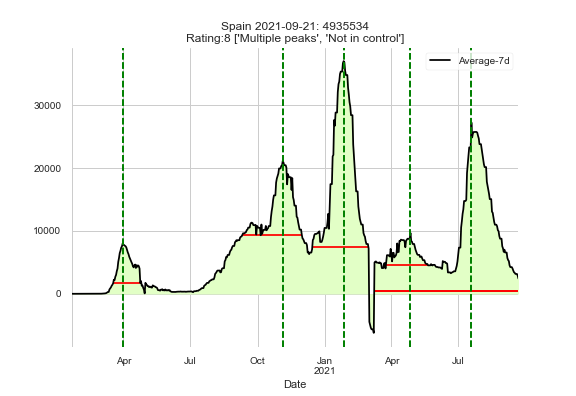 Spain 2021-09-21: 4935534
Rating:8 ['Multiple peaks', 'Not in control']
Average-7d
30000
20000
10000
0
Apr
Jul
Oct
Jan
2021
Apr
Jul
Date